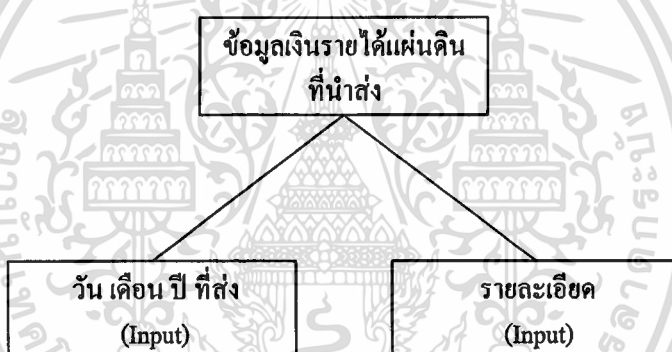 ข้อมูลเงินรายได้แผ่นดิน
ที่นำส่ง
วัน เดือน ปี ที่ส่ง
(Input)
รายละเอียด
(Input)